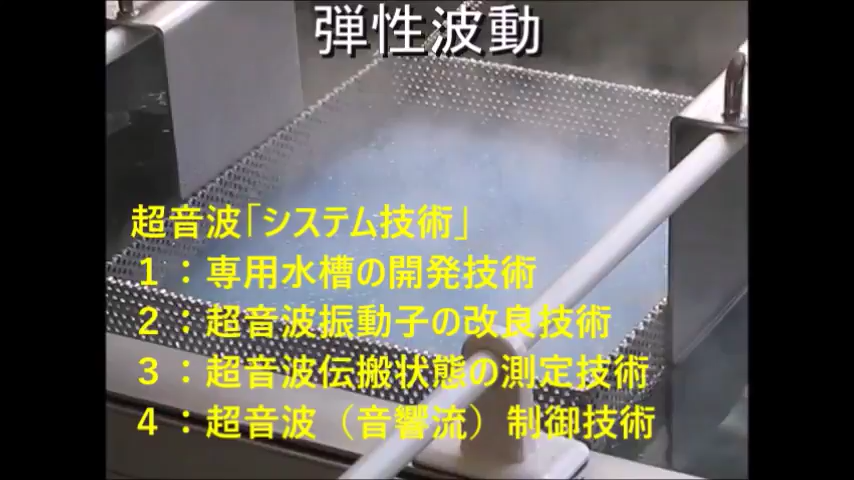 弾性波動
超音波「システム技術」
１：専用水槽の開発技術
２：超音波振動子の改良技術
３：超音波伝搬状態の測定技術
４：超音波（音響流）制御技術